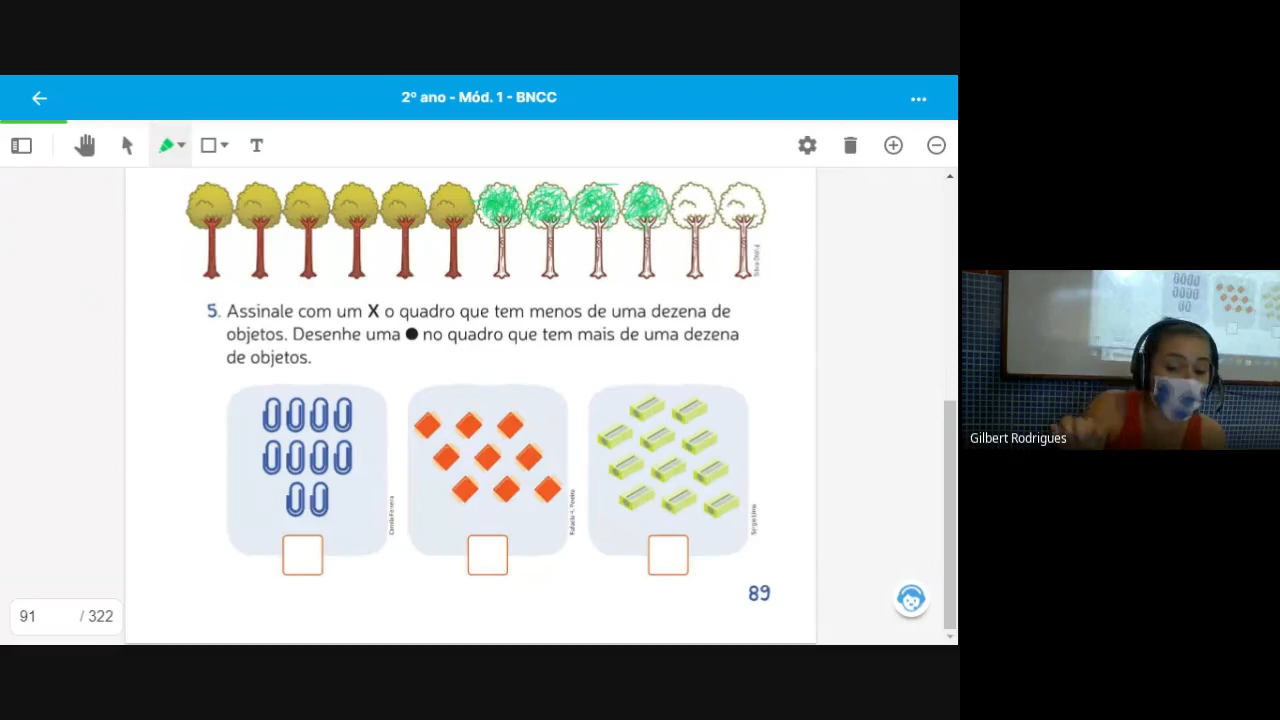 2º ano - Mód. 1 - BNCC
T
5. Assinale com um X o quadro que tem menos de uma dezena de
objetos. Desenhe uma ● no quadro que tem mais de uma dezena
de objetos.
89
91 / 322
Gilbert Rodrigues